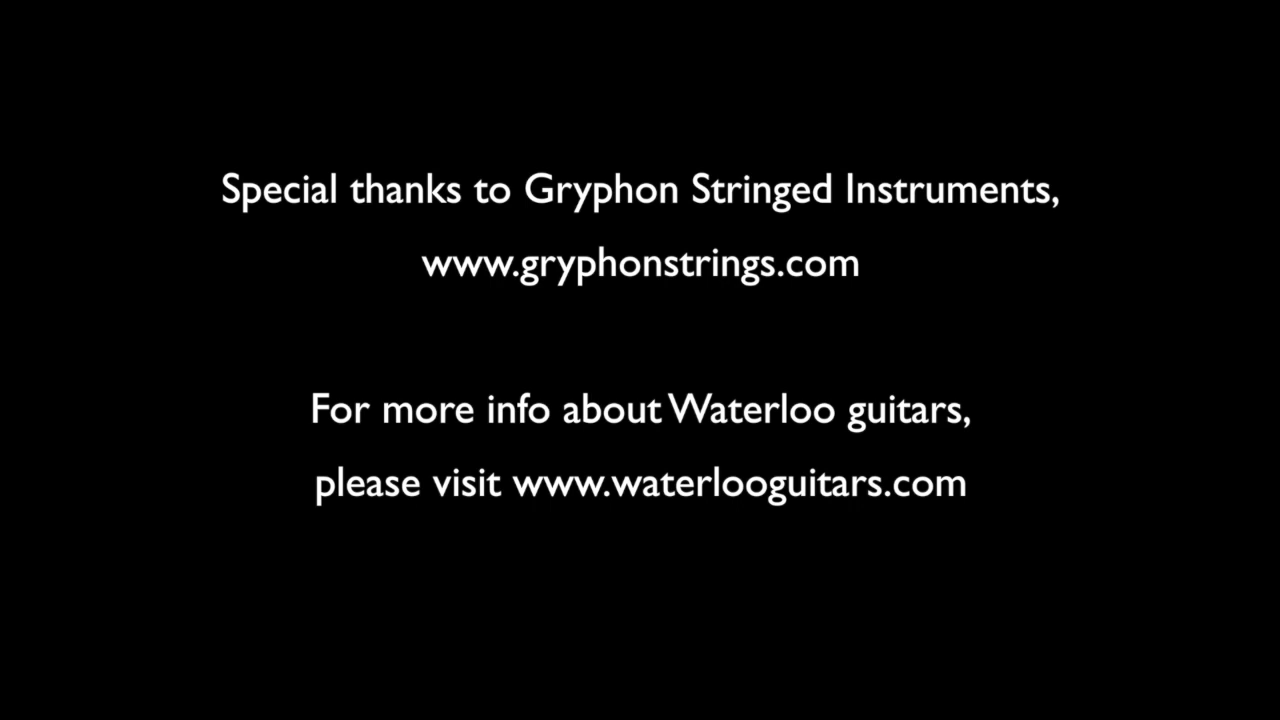 Special thanks to Gryphon Stringed Instruments,
www.gryphonstrings.com
For more info about Waterloo guitars,
please visit www.waterlooguitars.com